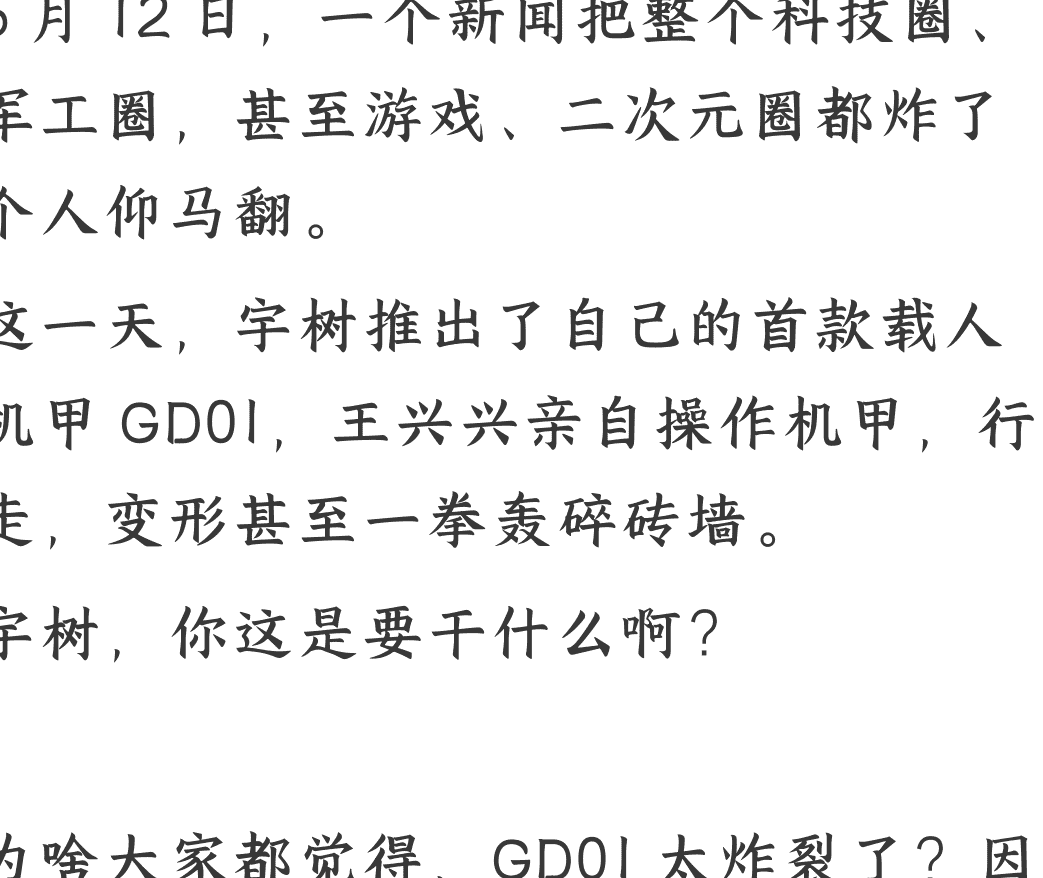 月 12 日，一个新闻把整个科技圈、
军工圈，甚至游戏、二次元圈都炸了
个人仰马翻。
这一天，宇树推出了自己的首款载人
机甲 GD01，王兴兴亲自操作机甲，行
走，变形甚至一拳轰碎砖墙。
宇树，你这是要干什么啊？
为啥大家都觉得，GD01 太炸裂了？因